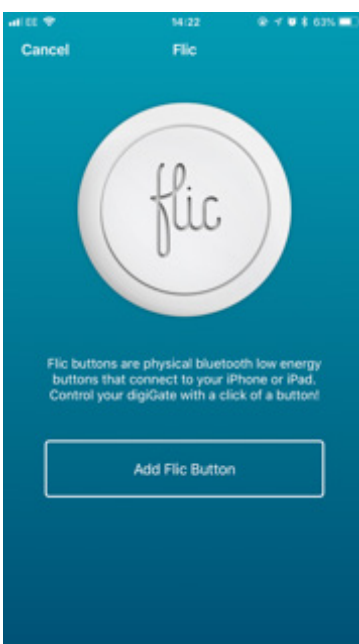 EE 14:22 63%
Cancel Flic
flic
Flic buttons are physical bluetooth low energy
buttons that connect to your iPhone or iPad.
Control your digiGate with a click of a button!
Add Flic Button